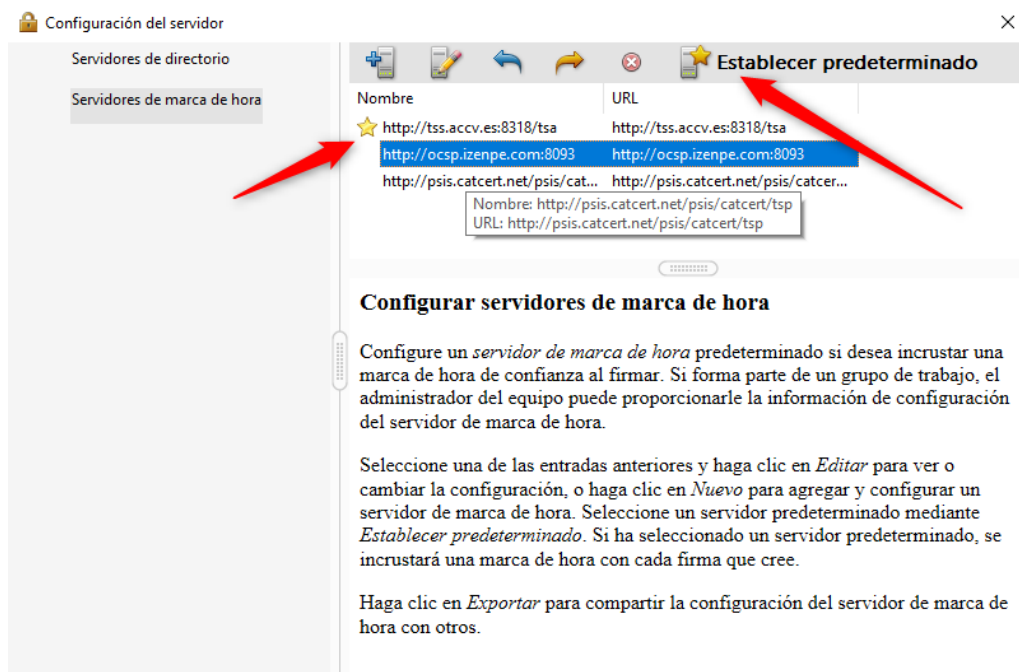 Configuración del servidor
Servidores de directorio
Servidores de marca de hora
Establecer predeterminado
Nombre URL
http://tss.accv.es:8318/tsa http://tss.accv.es:8318/tsa
http://ocsp.izenpe.com:8093 http://ocsp.izenpe.com:8093
http://psis.catcert.net/psis/cat... http://psis.catcert.net/psis/catcer...
Nombre: http://psis.catcert.net/psis/catcert/tsp
URL: http://psis.catcert.net/psis/catcert/tsp
Configurar servidores de marca de hora
Configure un servidor de marca de hora predeterminado si desea incrustar una
marca de hora de confianza al firmar. Si forma parte de un grupo de trabajo, el
administrador del equipo puede proporcionarle la información de configuración
del servidor de marca de hora.
Seleccione una de las entradas anteriores y haga clic en Editar para ver o
cambiar la configuración, o haga clic en Nuevo para agregar y configurar un
servidor de marca de hora. Seleccione un servidor predeterminado mediante
Establecer predeterminado. Si ha seleccionado un servidor predeterminado, se
incrustará una marca de hora con cada firma que cree.
Haga clic en Exportar para compartir la configuración del servidor de marca de
hora con otros.